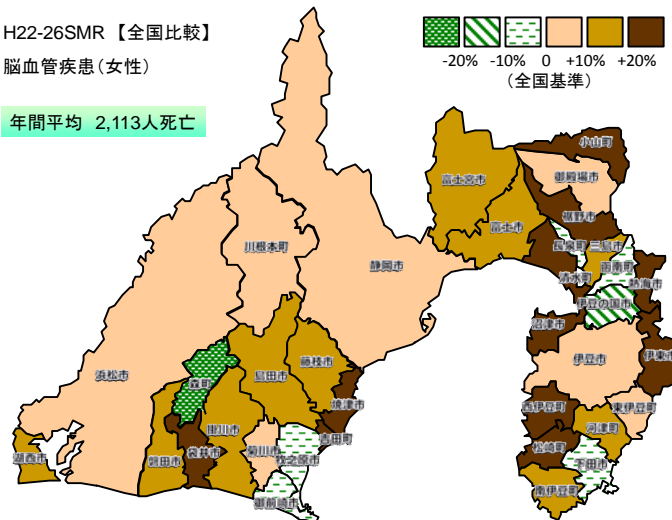 H22-26SMR 【全国比較】
脳血管疾患(女性)
年間平均 2,113人死亡
-20% -10% 0 +10% +20%
(全国基準)
小山町
御殿場市
富士宮市
裾野市
富士市
長泉町
三島市
函南町
清水町
熱海市
伊豆の国市
沼津市
伊豆市
伊東市
西伊豆町
東伊豆町
河津町
松崎町
下田市
南伊豆町
川根本町
静岡市
浜松市
島田市
藤枝市
森町
焼津市
吉田町
掛川市
菊川市
牧之原市
袋井市
磐田市
湖西市
御前崎市